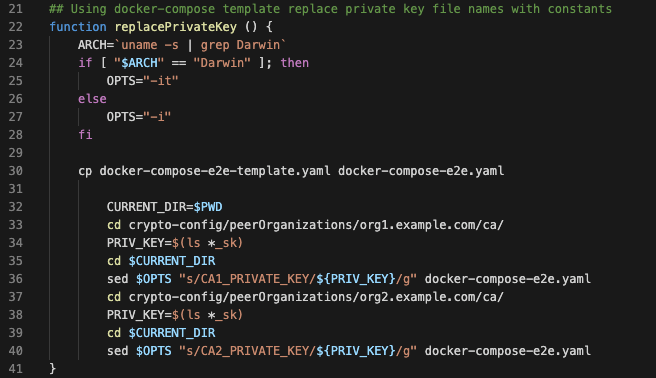 21 ## Using docker-compose template replace private key file names with constants
22 function replacePrivateKey () {
23 ARCH=`uname -s | grep Darwin`
24 if [ "$ARCH" == "Darwin" ]; then
25 OPTS="-it"
26 else
27 OPTS="-i"
28 fi
29
30 cp docker-compose-e2e-template.yaml docker-compose-e2e.yaml
31
32 CURRENT_DIR=$PWD
33 cd crypto-config/peerOrganizations/org1.example.com/ca/
34 PRIV_KEY=$(ls *_sk)
35 cd $CURRENT_DIR
36 sed $OPTS "s/CA1_PRIVATE_KEY/${PRIV_KEY}/g" docker-compose-e2e.yaml
37 cd crypto-config/peerOrganizations/org2.example.com/ca/
38 PRIV_KEY=$(ls *_sk)
39 cd $CURRENT_DIR
40 sed $OPTS "s/CA2_PRIVATE_KEY/${PRIV_KEY}/g" docker-compose-e2e.yaml
41 }